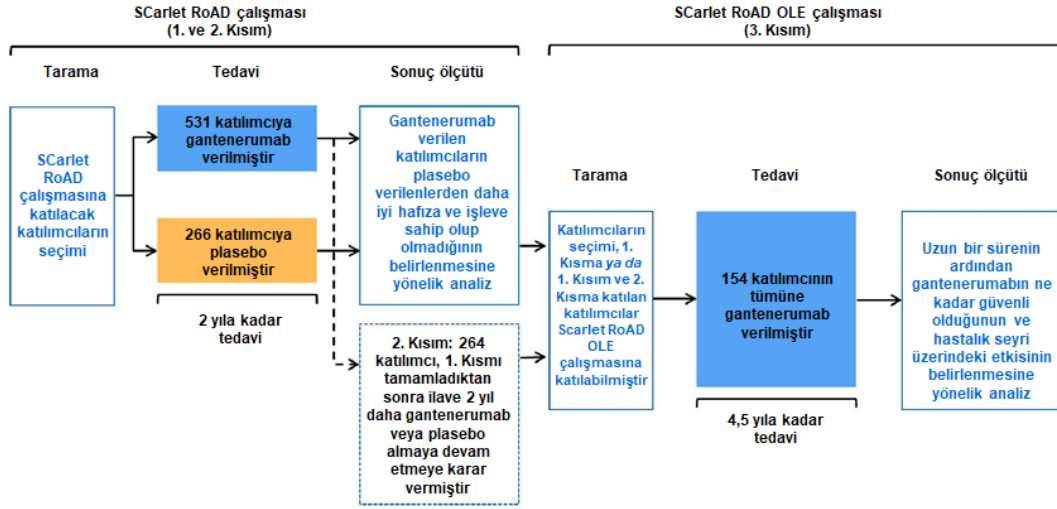 SCarlet RoAD çalışması
(1. ve 2. Kısım)
Tarama
Tedavi
Sonuç ölçütü
SCarlet
RoAD
çalışmasına
katılacak
katılımcıların
seçimi
531 katılımcıya
gantenerumab
verilmiştir
266 katılımcıya
plasebo
verilmiştir
2 yıla kadar
tedavi
Gantenerumab
verilen
katılımcıların
plasebo
verilenlerden daha
iyi hafıza ve işleve
sahip olup
olmadığının
belirlenmesine
yönelik analiz
2. Kısım: 264
katılımcı, 1. Kısmı
tamamladıktan
sonra ilave 2 yıl
daha gantenerumab
veya plasebo
almaya devam
etmeye karar
vermiştir
SCarlet RoAD OLE çalışması
(3. Kısım)
Tarama
Tedavi
Sonuç ölçütü
Katılımcıların
seçimi, 1.
Kısma ya da
1. Kısım ve 2.
Kısma katılan
katılımcılar
Scarlet RoAD
OLE
çalışmasına
katılabilmiştir
154 katılımcının
tümüne
gantenerumab
verilmiştir
4,5 yıla kadar
tedavi
Uzun bir sürenin
ardından
gantenerumabın ne
kadar güvenli
olduğunun ve
hastalık seyri
üzerindeki etkisinin
belirlenmesine
yönelik analiz